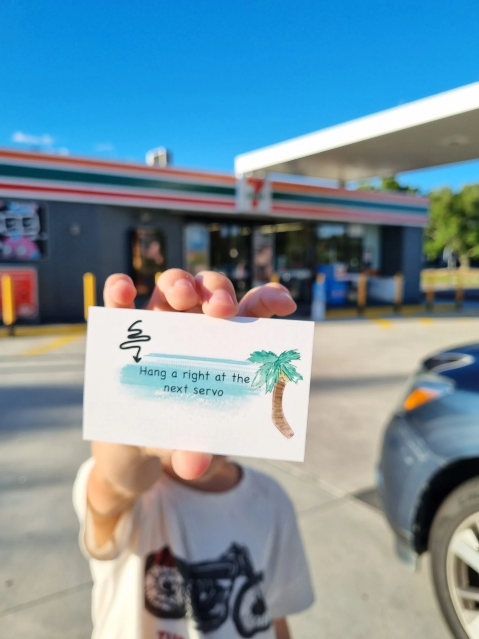 Hang a right at the
next servo